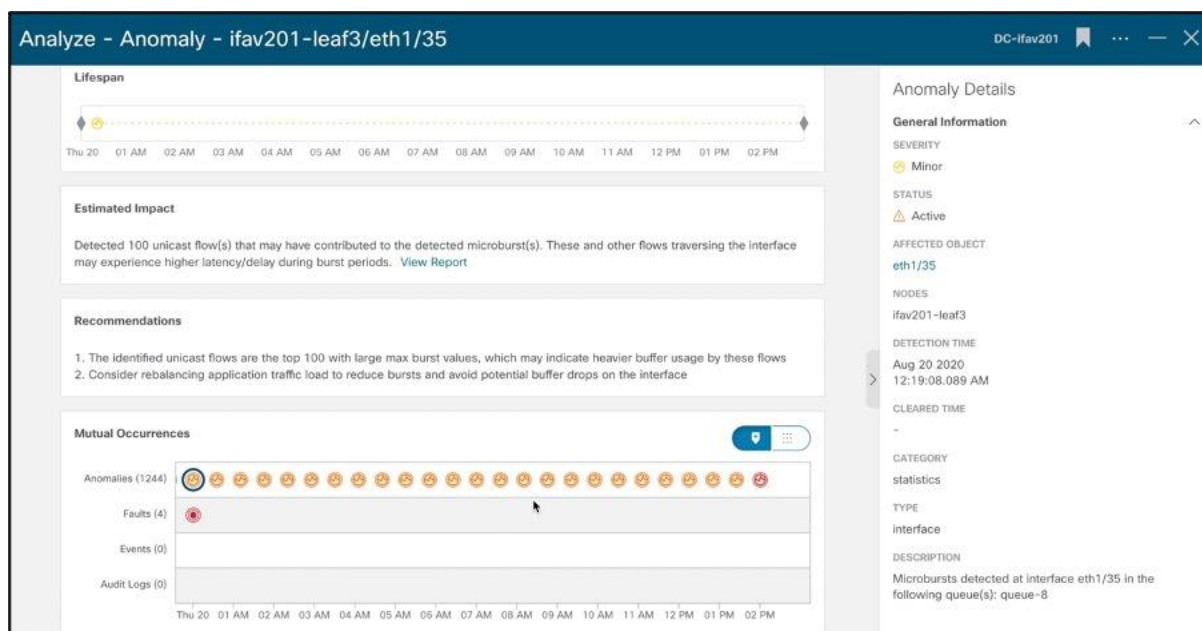 Analyze - Anomaly - ifav201-leaf3/eth1/35
DC-ifav201
Lifespan
Thu 20 01 AM 02 AM 03 AM 04 AM 05 AM 06 AM 07 AM 08 AM 09 AM 10 AM 11 AM 12 PM 01 PM 02 PM
Estimated Impact
Detected 100 unicast flow(s) that may have contributed to the detected microburst(s). These and other flows traversing the interface
may experience higher latency/delay during burst periods. View Report
Recommendations
1. The identified unicast flows are the top 100 with large max burst values, which may indicate heavier buffer usage by these flows
2. Consider rebalancing application traffic load to reduce bursts and avoid potential buffer drops on the interface
Mutual Occurrences
Anomalies (1244)
Faults (4)
Events (0)
Audit Logs (0)
Thu 20 01 AM 02 AM 03 AM 04 AM 05 AM 06 AM 07 AM 08 AM 09 AM 10 AM 11 AM 12 PM 01 PM 02 PM
Anomaly Details
General Information
SEVERITY
Minor
STATUS
Active
AFFECTED OBJECT
eth1/35
NODES
ifav201-leaf3
DETECTION TIME
Aug 20 2020
12:19:08.089 AM
CLEARED TIME
-
CATEGORY
statistics
TYPE
interface
DESCRIPTION
Microbursts detected at interface eth1/35 in the
following queue(s): queue-8